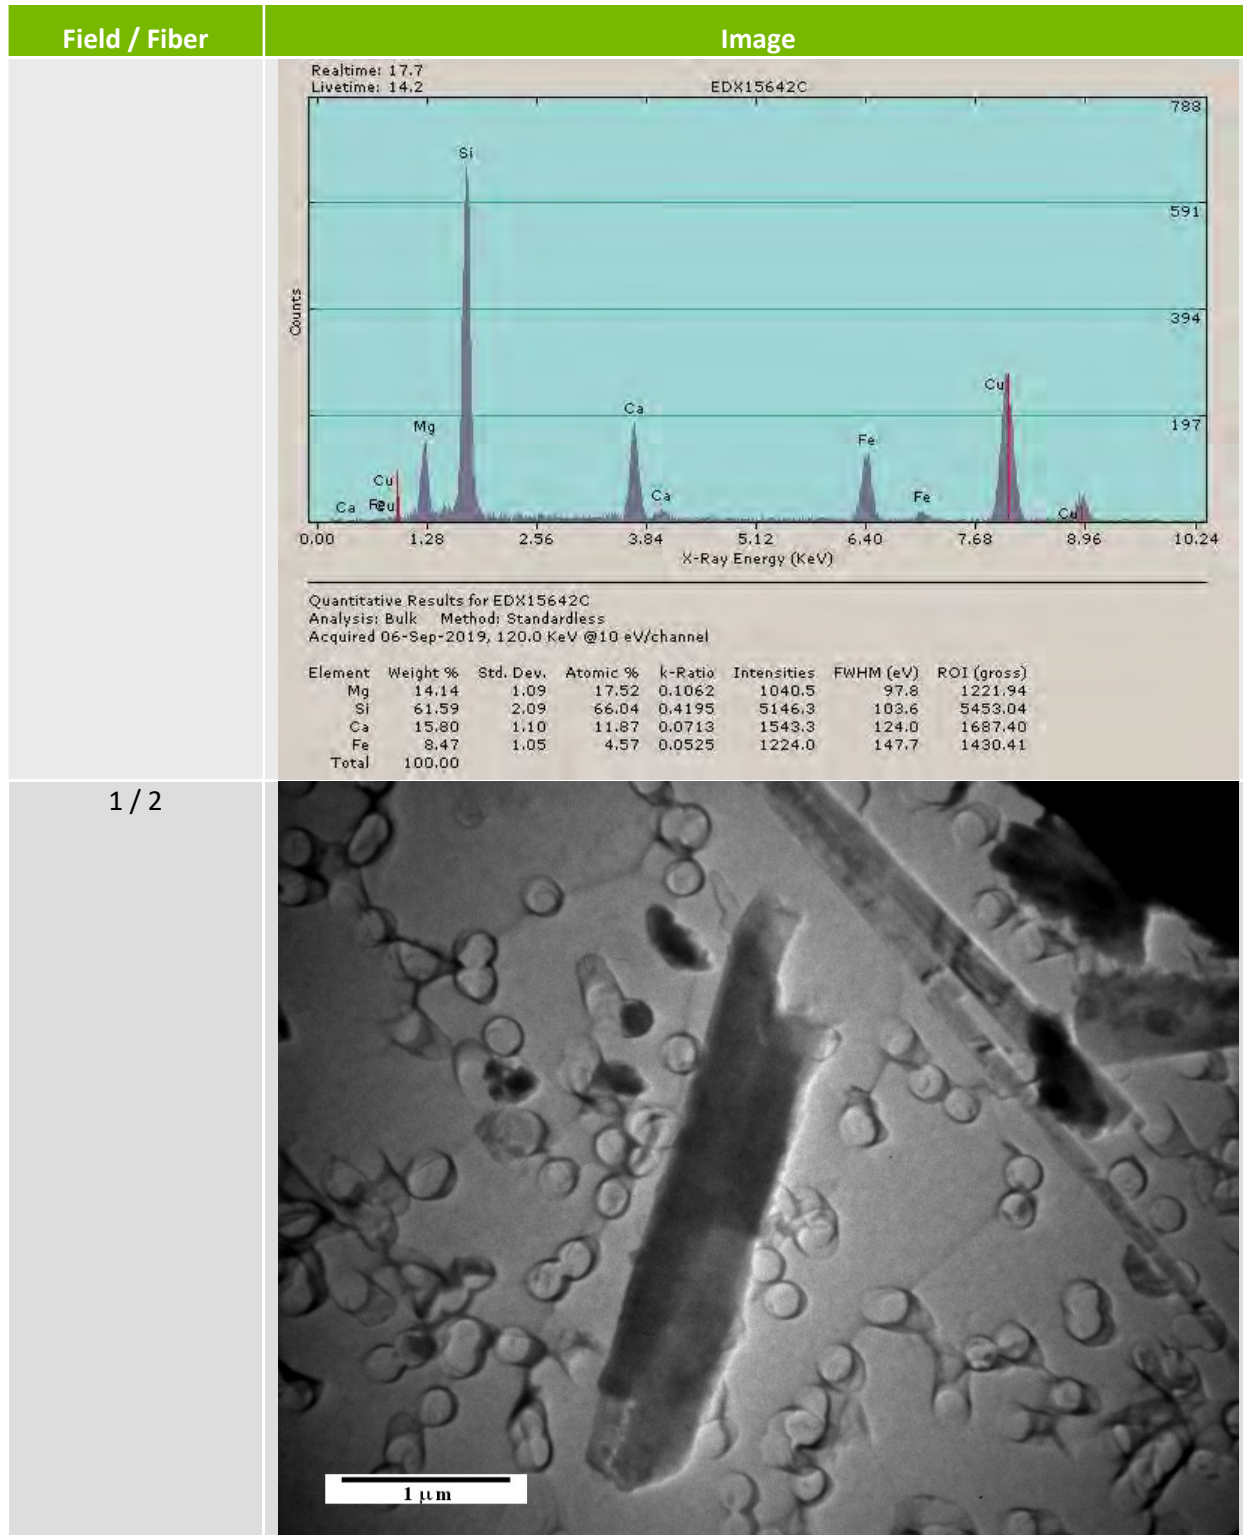 Field / Fiber Image
Realtime: 17.7
Livetime: 14.2 EDX15642C
788
Si
591
Counts
394
Cu
197
Ca
Mg
Fe
Cu
Ca
Fe
Ca
Cu
0.00 1.28 2.56 3.84 5.12 6.40 7.68 8.96 10.24
X-Ray Energy (KeV)
Quantitative Results for EDX15642C
Analysis: Bulk Method: Standardless
Acquired 06-Sep-2019, 120.0 KeV @10 eV/channel
Element Weight % Std. Dev. Atomic % k-Ratio Intensities FWHM (eV) ROI (gross)
Mg 14.14 1.09 17.52 0.1062 1040.5 97.8 1221.94
Si 61.59 2.09 66.04 0.4195 5146.3 103.6 5453.04
Ca 15.80 1.10 11.87 0.0713 1543.3 124.0 1687.40
Fe 8.47 1.05 4.57 0.0525 1224.0 147.7 1430.41
Total 100.00
1 / 2
1 μm